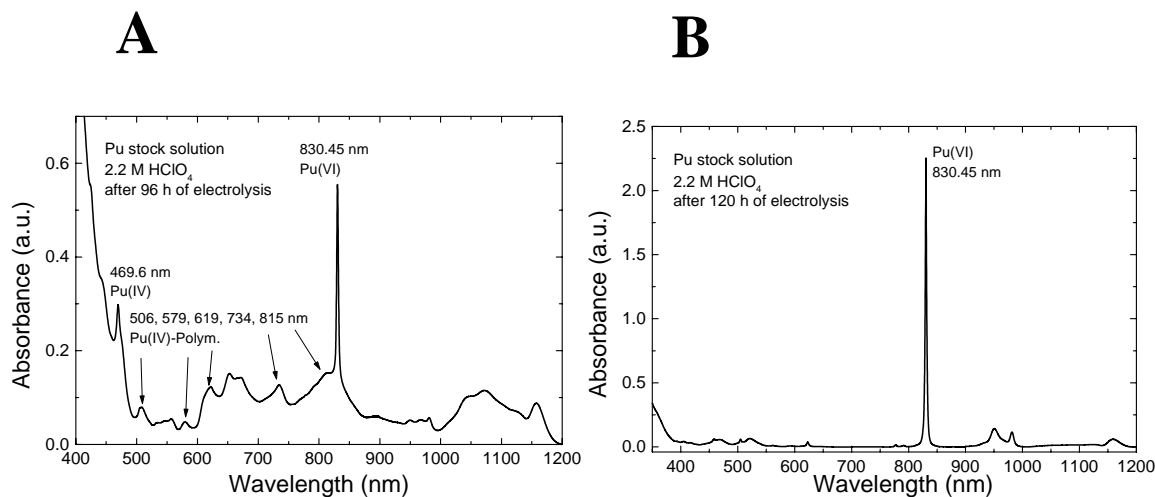 A
B
Pu stock solution
2.2 M HClO4
after 96 h of electrolysis
830.45 nm
Pu(VI)
469.6 nm
Pu(IV)
506, 579, 619, 734, 815 nm
Pu(IV)-Polym.
0.6
0.4
0.2
0.0
Absorbance (a.u.)
400 500 600 700 800 900 1000 1100 1200
Wavelength (nm)
Pu stock solution
2.2 M HClO4
after 120 h of electrolysis
Pu(VI)
830.45 nm
2.5
2.0
1.5
1.0
0.5
0.0
Absorbance (a.u.)
400 500 600 700 800 900 1000 1100 1200
Wavelength (nm)